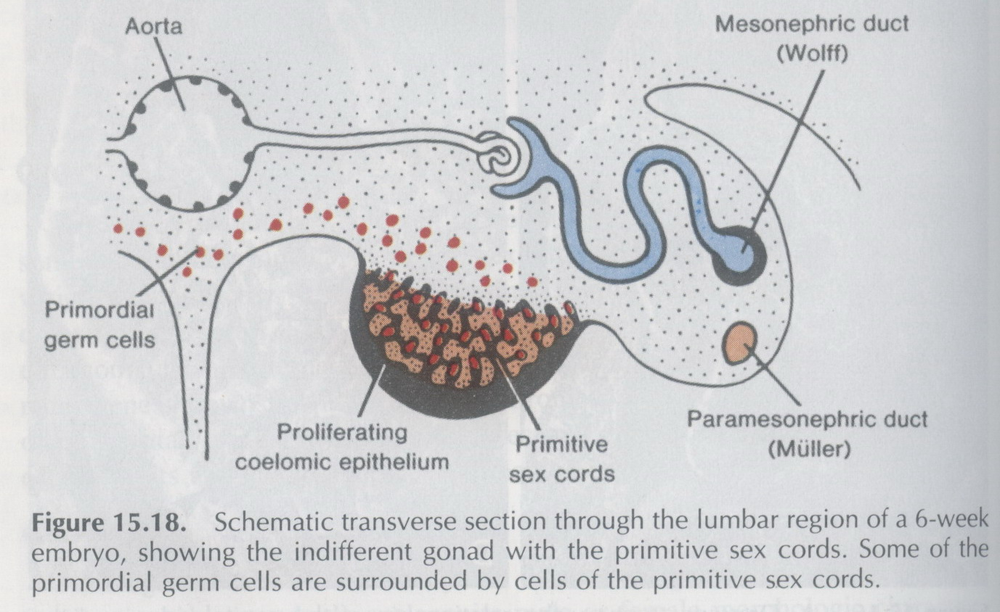 Aorta
Mesonephric duct
(Wolff)
Primordial
germ cells
Proliferating
coelomic epithelium
Primitive
sex cords
Paramesonephric duct
(Müller)
Figure 15.18. Schematic transverse section through the lumbar region of a 6-week
embryo, showing the indifferent gonad with the primitive sex cords. Some of the
primordial germ cells are surrounded by cells of the primitive sex cords.